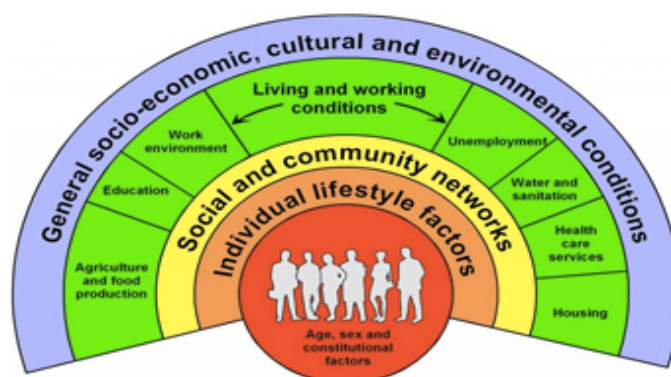 General socio-economic, cultural and environmental conditions
Living and working
conditions
Work
environment
Unemployment
Education
Water and
sanitation
Agriculture
and food
production
Health
care
services
Housing
Social and community networks
Individual lifestyle factors
Age, sex and
constitutional
factors